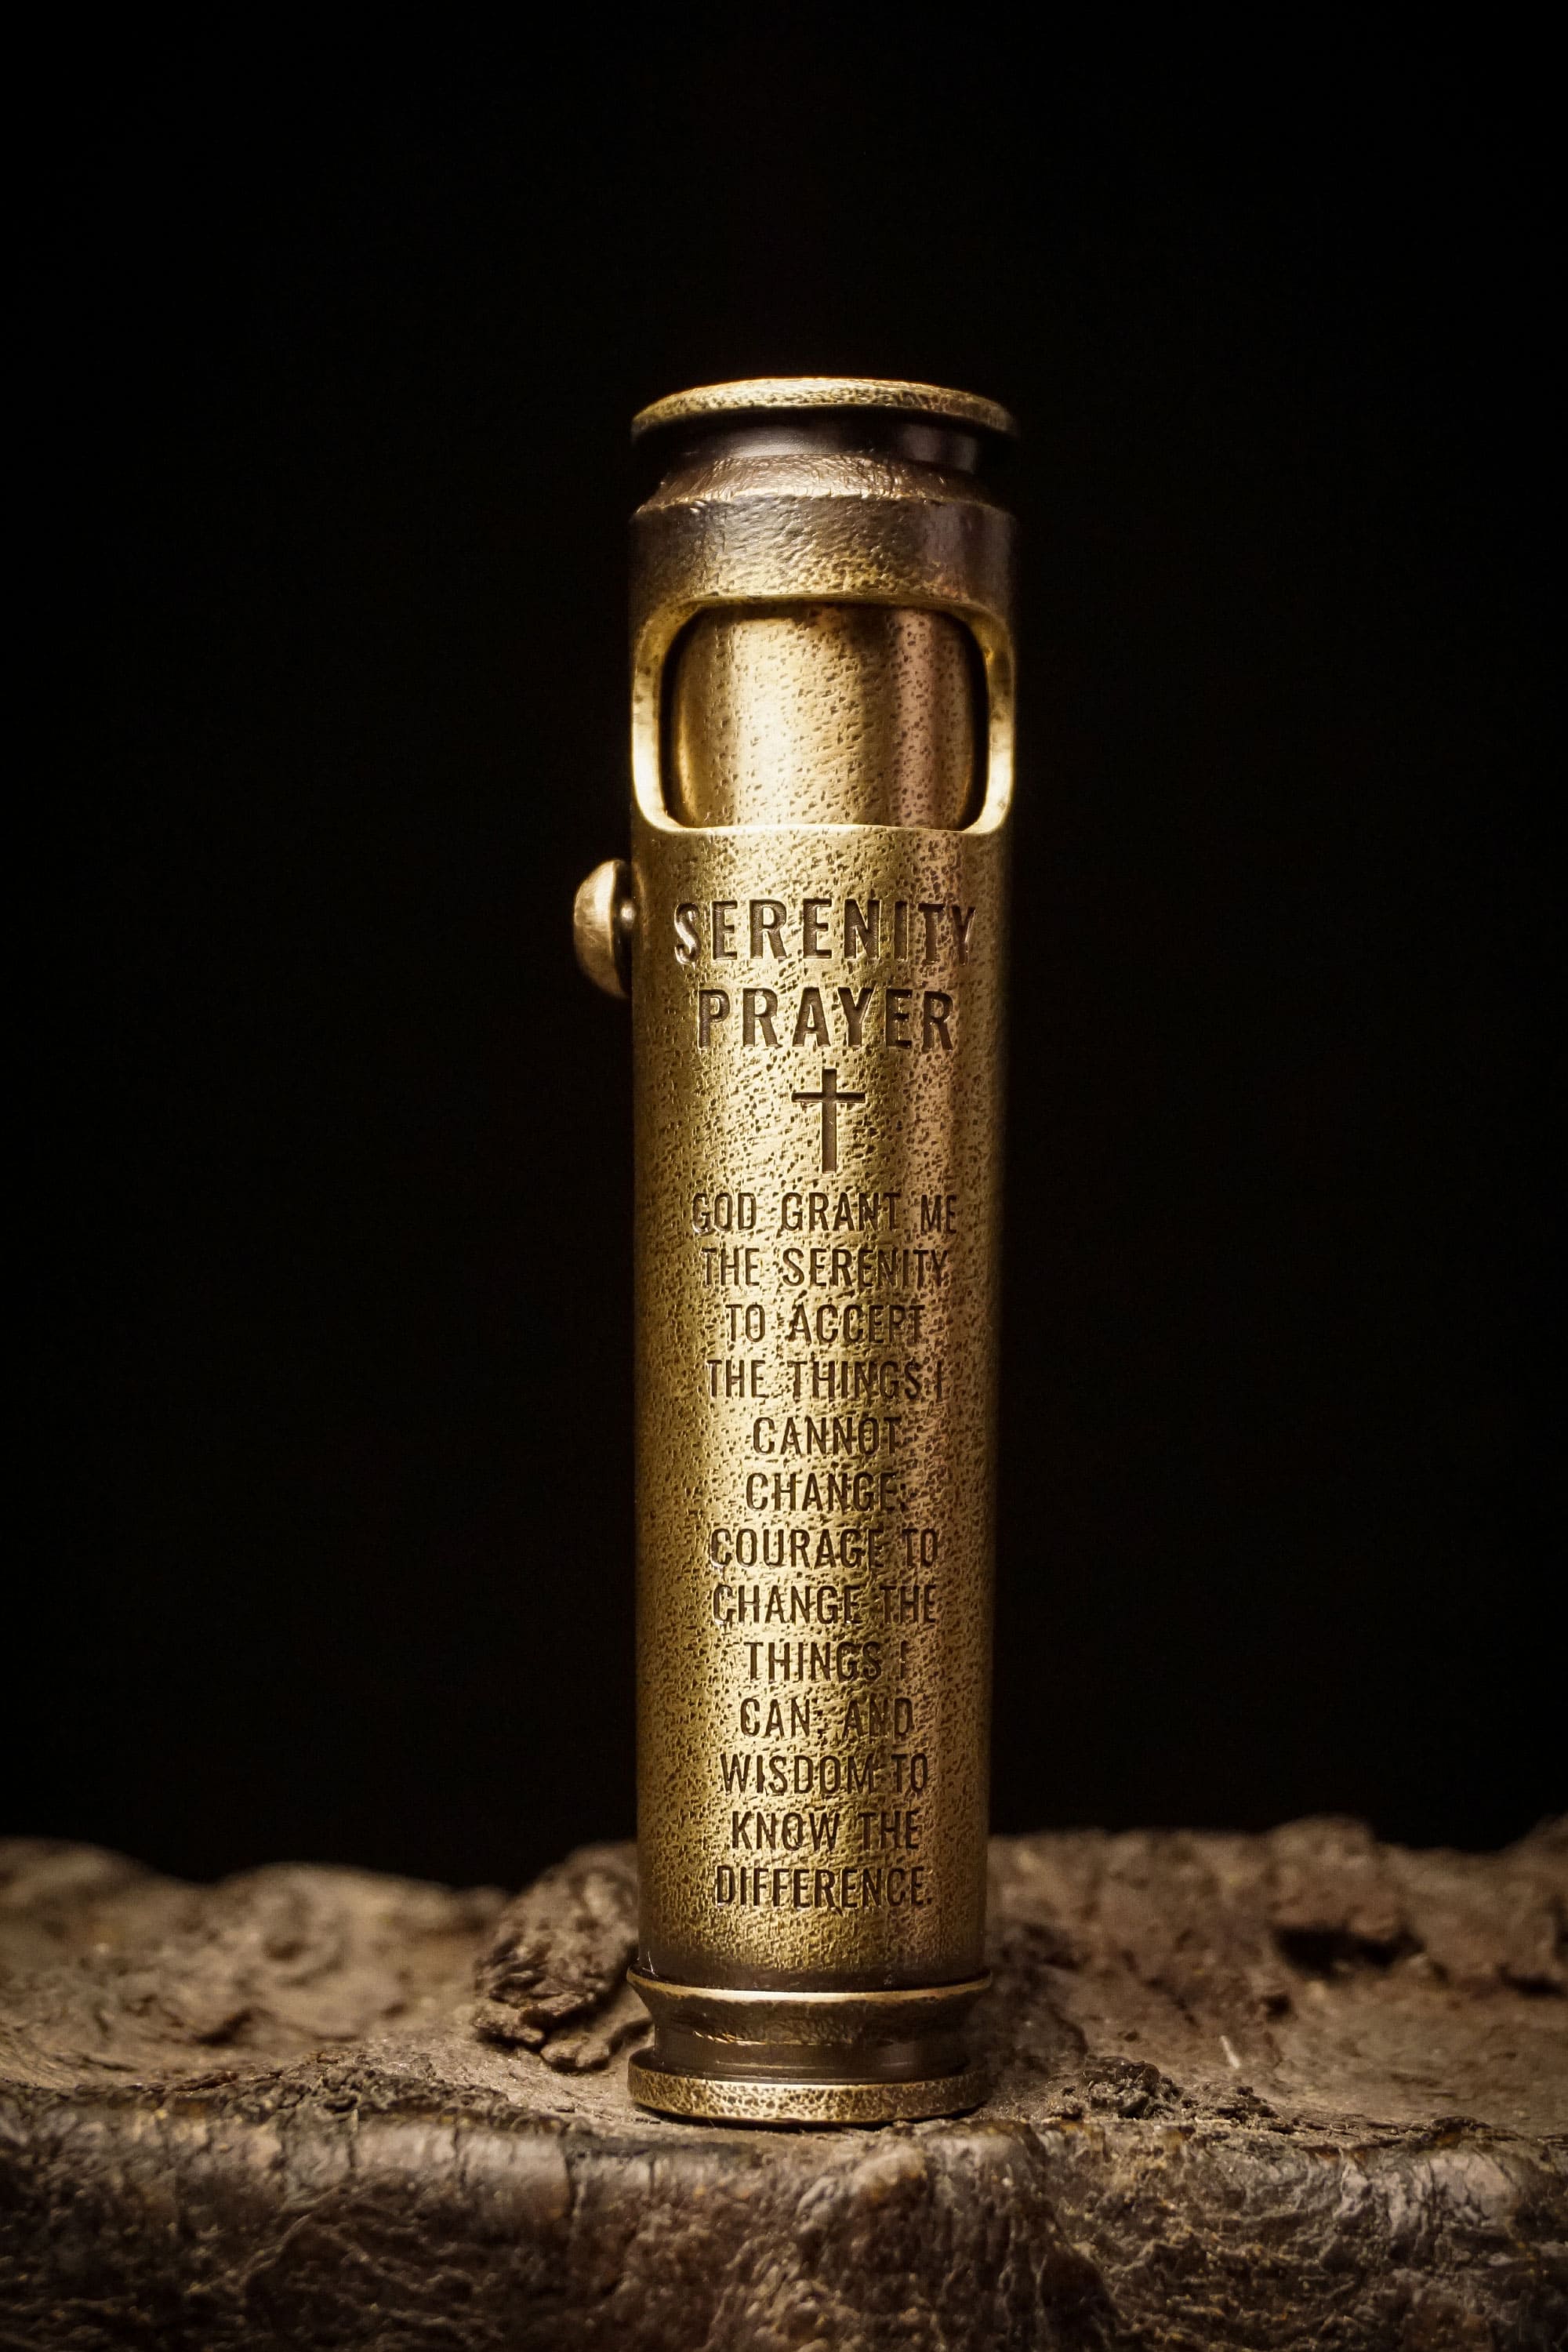 SERENITY
PRAYER
GOD GRANT ME
THE SERENITY
TO ACCEPT
THE THINGS I
CANNOT
CHANGE;
COURAGE TO
CHANGE THE
THINGS I
CAN; AND
WISDOM TO
KNOW THE
DIFFERENCE.